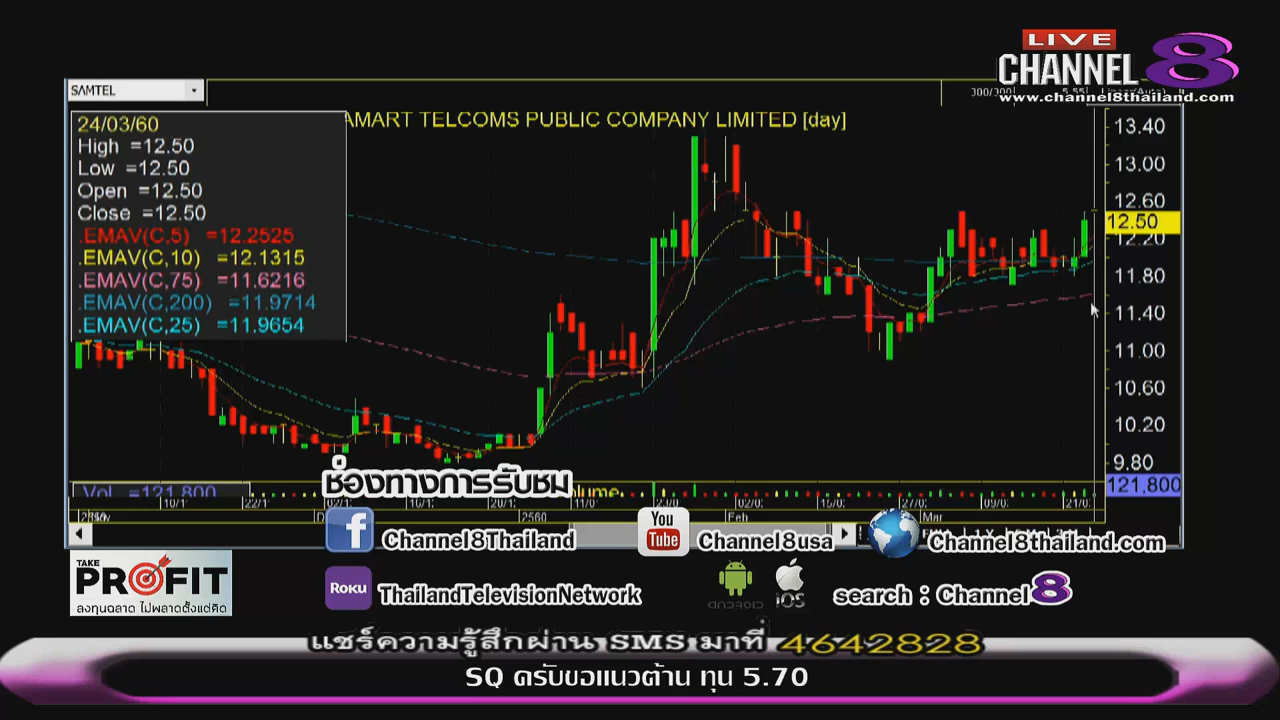 LIVE
CHANNEL 8
www.channel8thailand.com
SAMTEL
24/03/60
High =12.50
Low =12.50
Open =12.50
Close =12.50
.EMAV(C,5) =12.2525
.EMAV(C,10) =12.1315
.EMAV(C,75) =11.6216
.EMAV(C,200) =11.9714
.EMAV(C,25) =11.9654
AMART TELCOMS PUBLIC COMPANY LIMITED [day]
13.40
13.00
12.60
12.50
12.20
11.80
11.40
11.00
10.60
10.20
9.80
121,800
Vol. =121,800
ช่องทางการรับชม
2560
Feb
Mar
Channel8Thailand
You Tube
Channel8usa
Channel8thailand.com
TAKE PROFIT
ลงทุนฉลาด ไม่พลาดตั้งแต่คิด
Roku
ThailandTelevisionNetwork
ANDROID
iOS
search : Channel 8
แชร์ความรู้สึกผ่าน SMS มาที่ 4642828
SQ ครับขอแนวต้าน ทุน 5.70